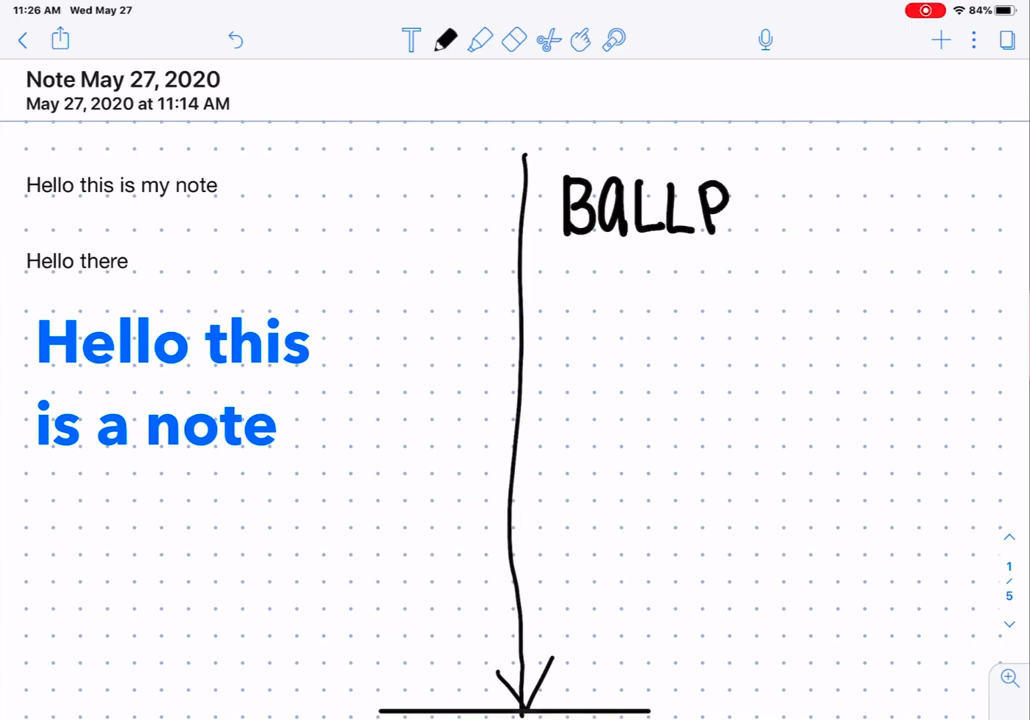 11:26 AM Wed May 27
84%
Note May 27, 2020
May 27, 2020 at 11:14 AM
Hello this is my note
BaLLP
Hello there
Hello this
is a note
1
/
5